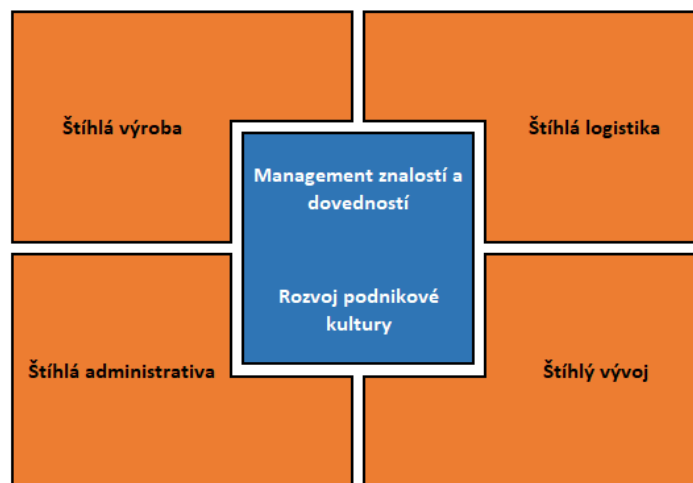 Štíhlá výroba
Štíhlá logistika
Management znalostí a
dovedností
Rozvoj podnikové
kultury
Štíhlá administrativa
Štíhlý vývoj